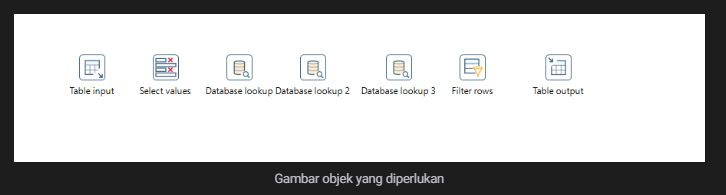 Table input Select values Database lookup Database lookup 2 Database lookup 3 Filter rows Table output
Gambar objek yang diperlukan